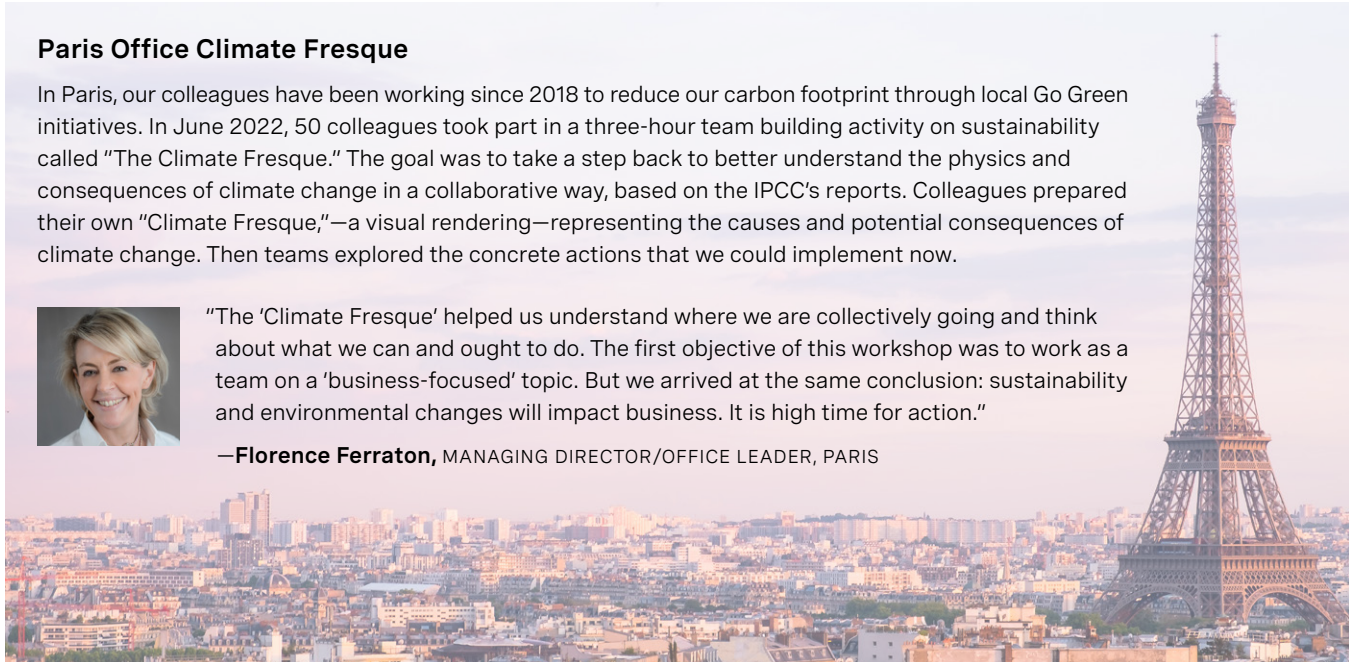 Paris Office Climate Fresque
In Paris, our colleagues have been working since 2018 to reduce our carbon footprint through local Go Green
initiatives. In June 2022, 50 colleagues took part in a three-hour team building activity on sustainability
called “The Climate Fresque.” The goal was to take a step back to better understand the physics and
consequences of climate change in a collaborative way, based on the IPCC’s reports. Colleagues prepared
their own “Climate Fresque,”—a visual rendering—representing the causes and potential consequences of
climate change. Then teams explored the concrete actions that we could implement now.
“The ‘Climate Fresque’ helped us understand where we are collectively going and think
about what we can and ought to do. The first objective of this workshop was to work as a
team on a ‘business-focused’ topic. But we arrived at the same conclusion: sustainability
and environmental changes will impact business. It is high time for action.”
—Florence Ferraton, MANAGING DIRECTOR/OFFICE LEADER, PARIS